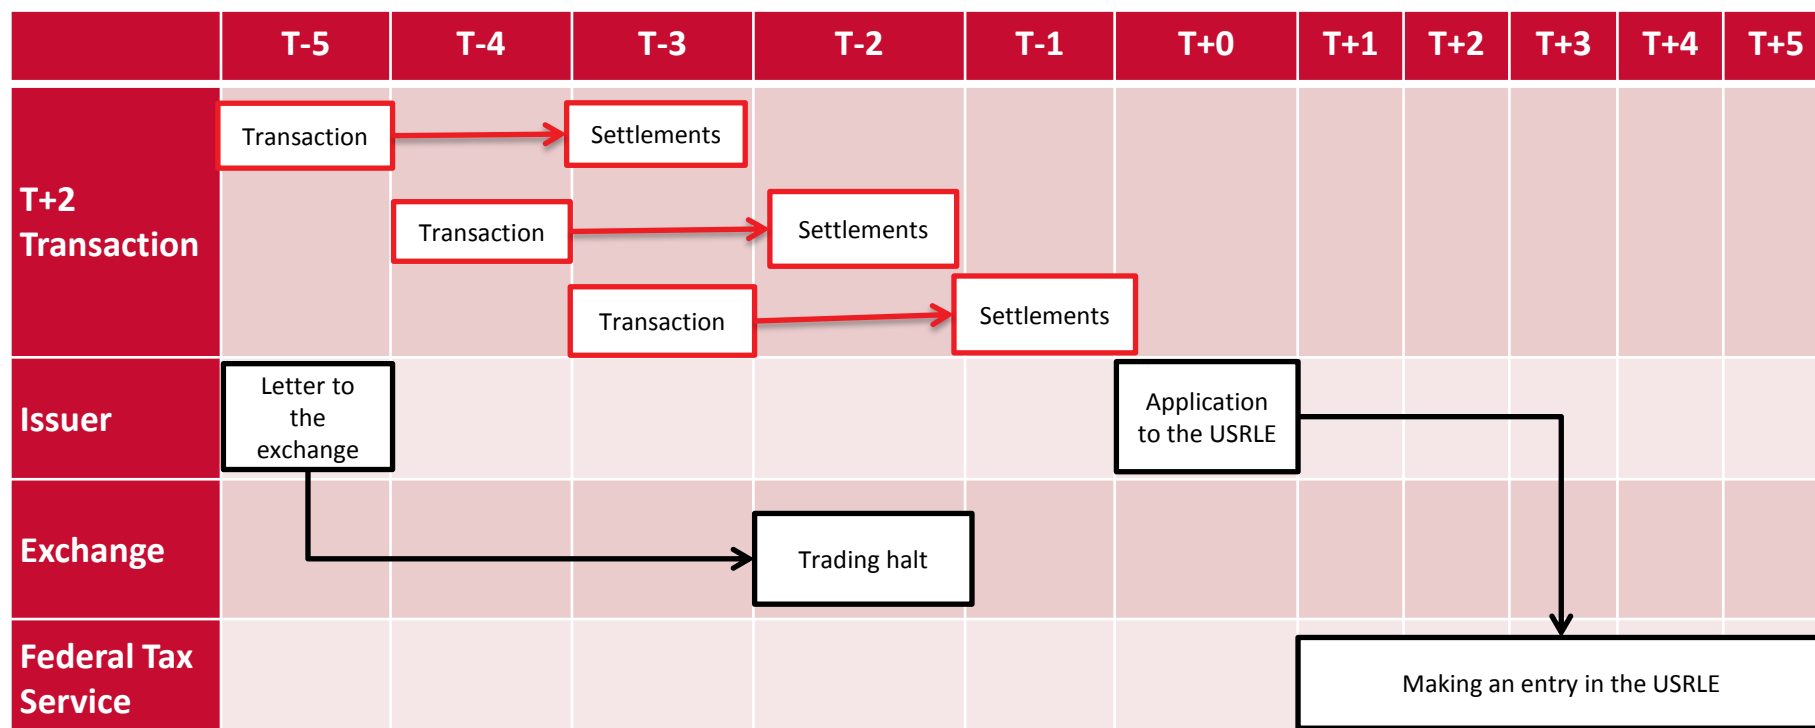 T-5 T-4 T-3 T-2 T-1 T+0 T+1 T+2 T+3 T+4 T+5
T+2
Transaction
Transaction Settlements
Transaction Settlements
Transaction Settlements
Issuer
Letter to
the
exchange
Application
to the USRLE
Exchange
Trading halt
Federal Tax
Service
Making an entry in the USRLE